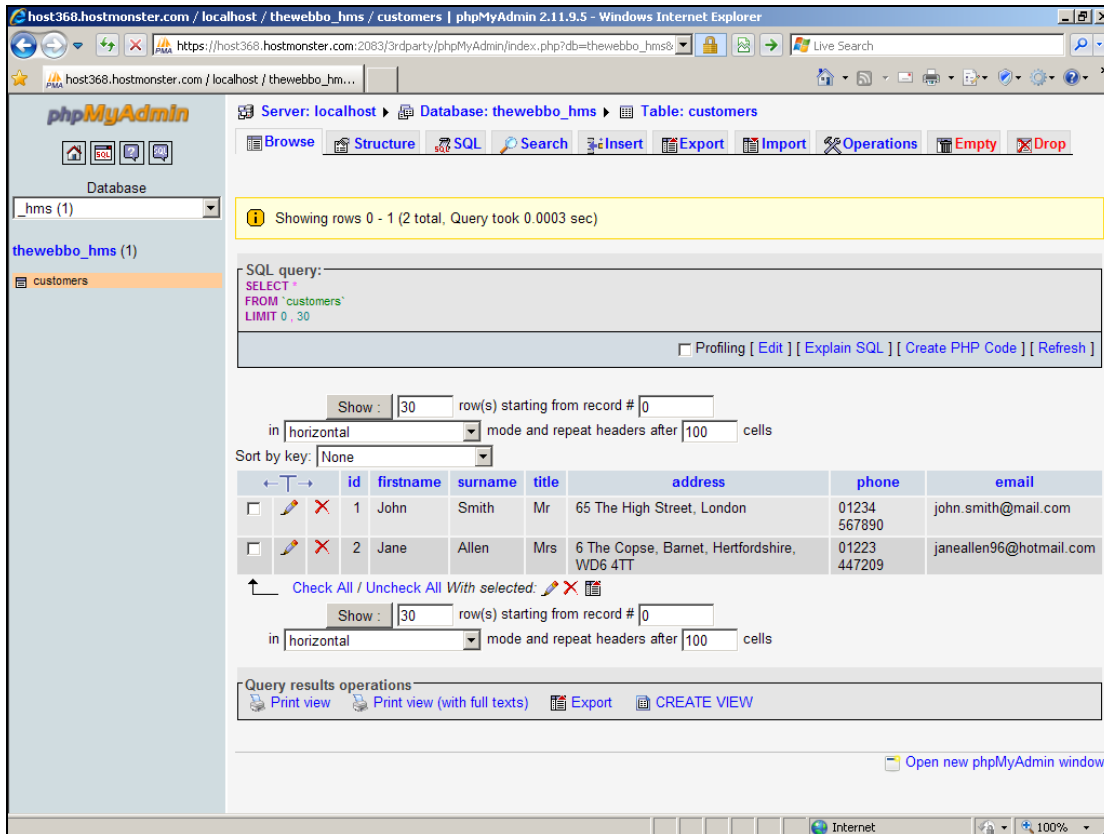 host368.hostmonster.com / localhost / thewebbo_hms / customers | phpMyAdmin 2.11.9.5 - Windows Internet Explorer
https://host368.hostmonster.com:2083/3rdparty/phpMyAdmin/index.php?db=thewebbo_hms&
Live Search
host368.hostmonster.com / localhost / thewebbo_hm...
phpMyAdmin
SQL
Database
_hms (1)
thewebbo_hms (1)
customers
Server: localhost Database: thewebbo_hms Table: customers
Browse Structure SQL Search Insert Export Import Operations Empty Drop
Showing rows 0 - 1 (2 total, Query took 0.0003 sec)
SQL query:
SELECT *
FROM `customers`
LIMIT 0 , 30
Profiling [ Edit ] [ Explain SQL ] [ Create PHP Code ] [ Refresh ]
Show : 30 row(s) starting from record # 0
in horizontal mode and repeat headers after 100 cells
Sort by key: None
←T→ id firstname surname title address phone email
1 John Smith Mr 65 The High Street, London 01234 567890 john.smith@mail.com
2 Jane Allen Mrs 6 The Copse, Barnet, Hertfordshire, WD6 4TT 01223 447209 janeallen96@hotmail.com
Check All / Uncheck All With selected:
Show : 30 row(s) starting from record # 0
in horizontal mode and repeat headers after 100 cells
Query results operations
Print view Print view (with full texts) Export CREATE VIEW
Open new phpMyAdmin window
Internet 100%